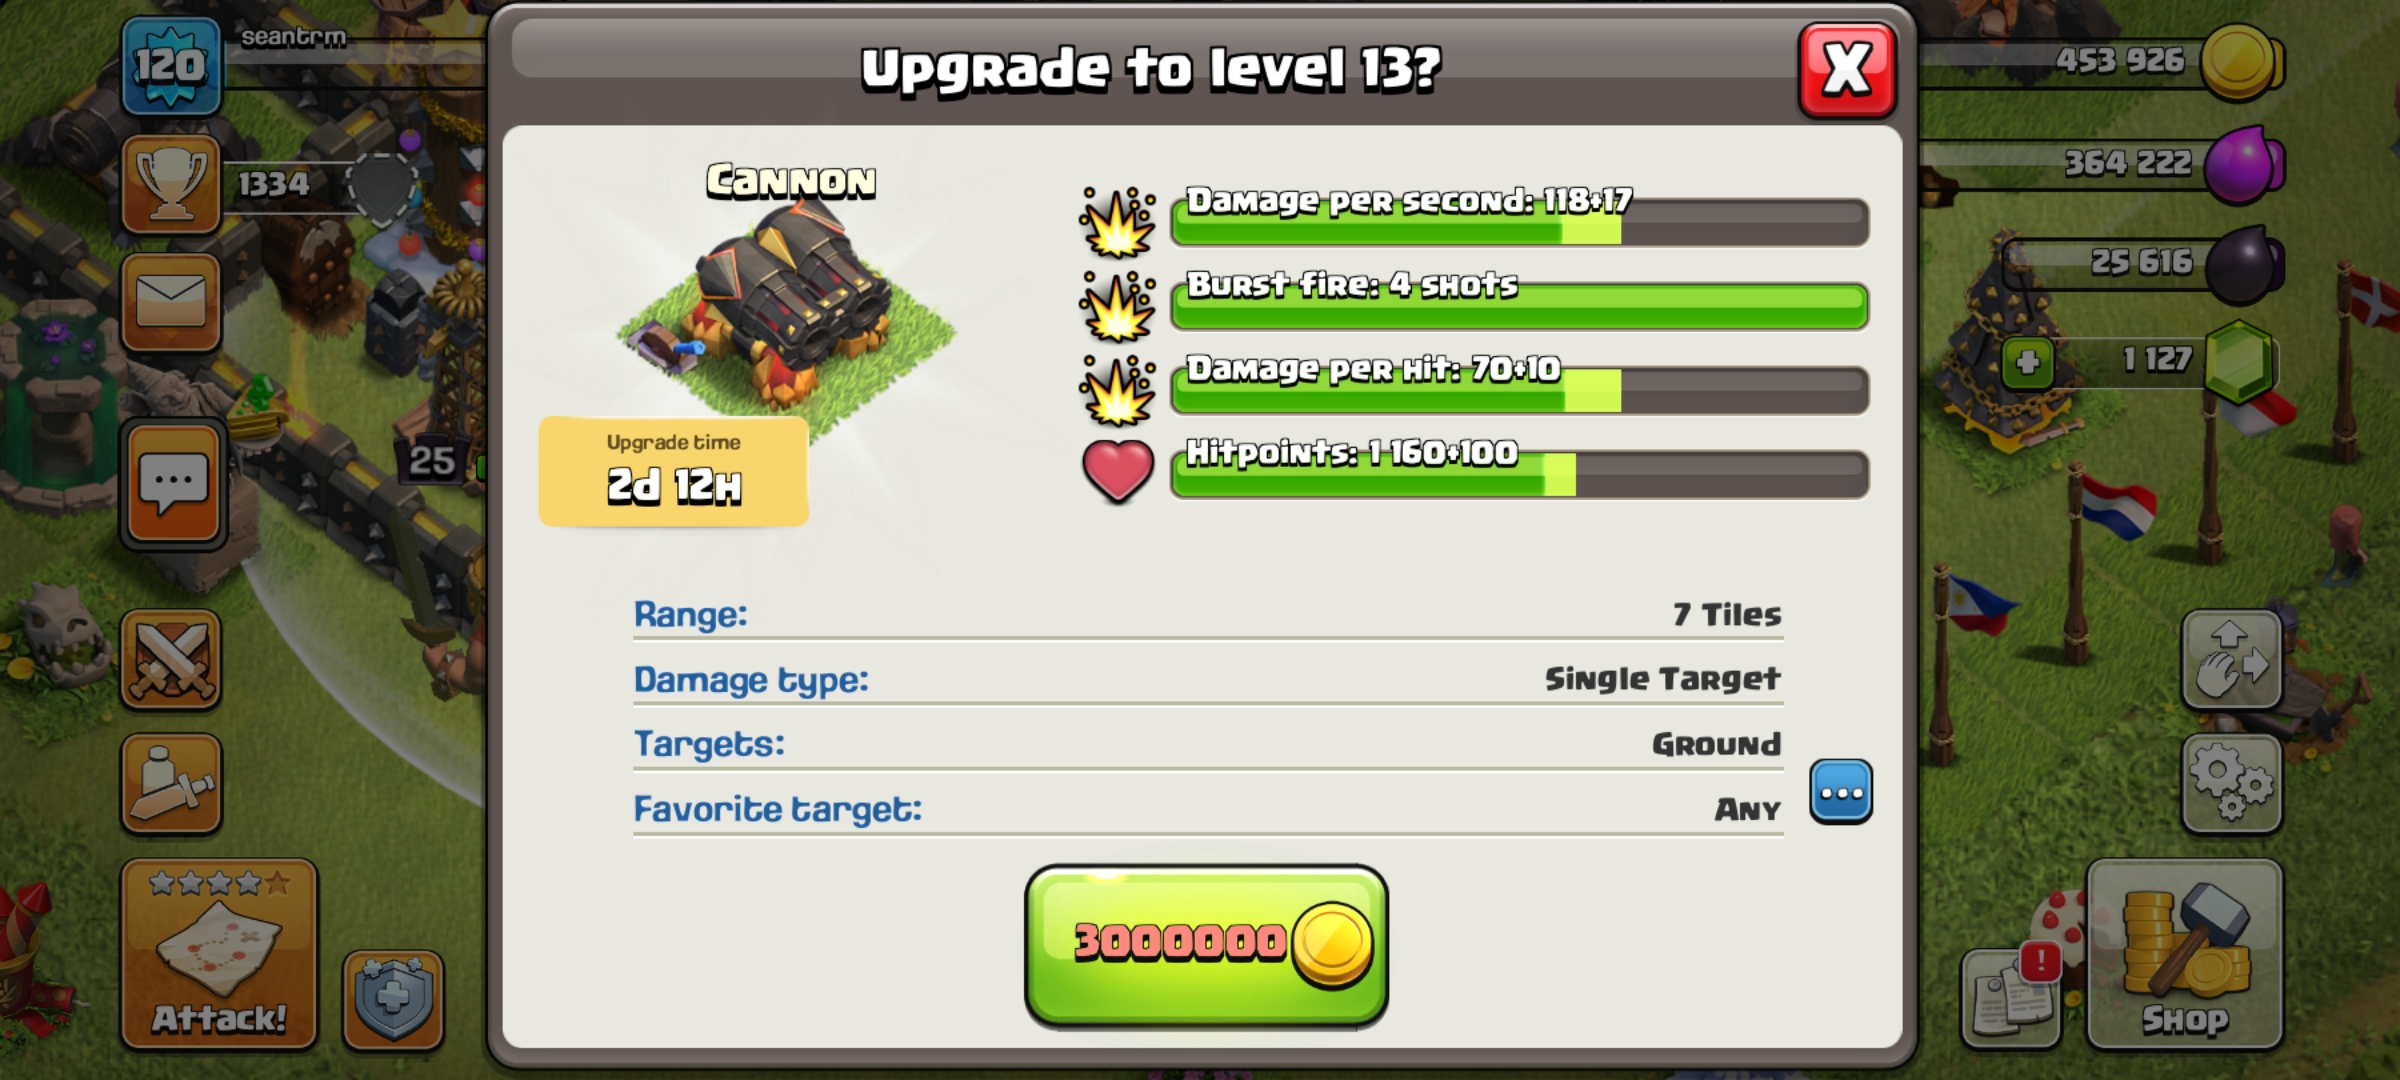 120
seantrm
1334
25
Attack!
Upgrade to level 13?
X
Cannon
Upgrade time
2d 12H
Damage per second: 118+17
Burst fire: 4 shots
Damage per hit: 70+10
Hitpoints: 1 160+100
Range: 7 Tiles
Damage type: Single Target
Targets: Ground
Favorite target: Any
3000000
453 926
364 222
25 616
1 127
!
Shop